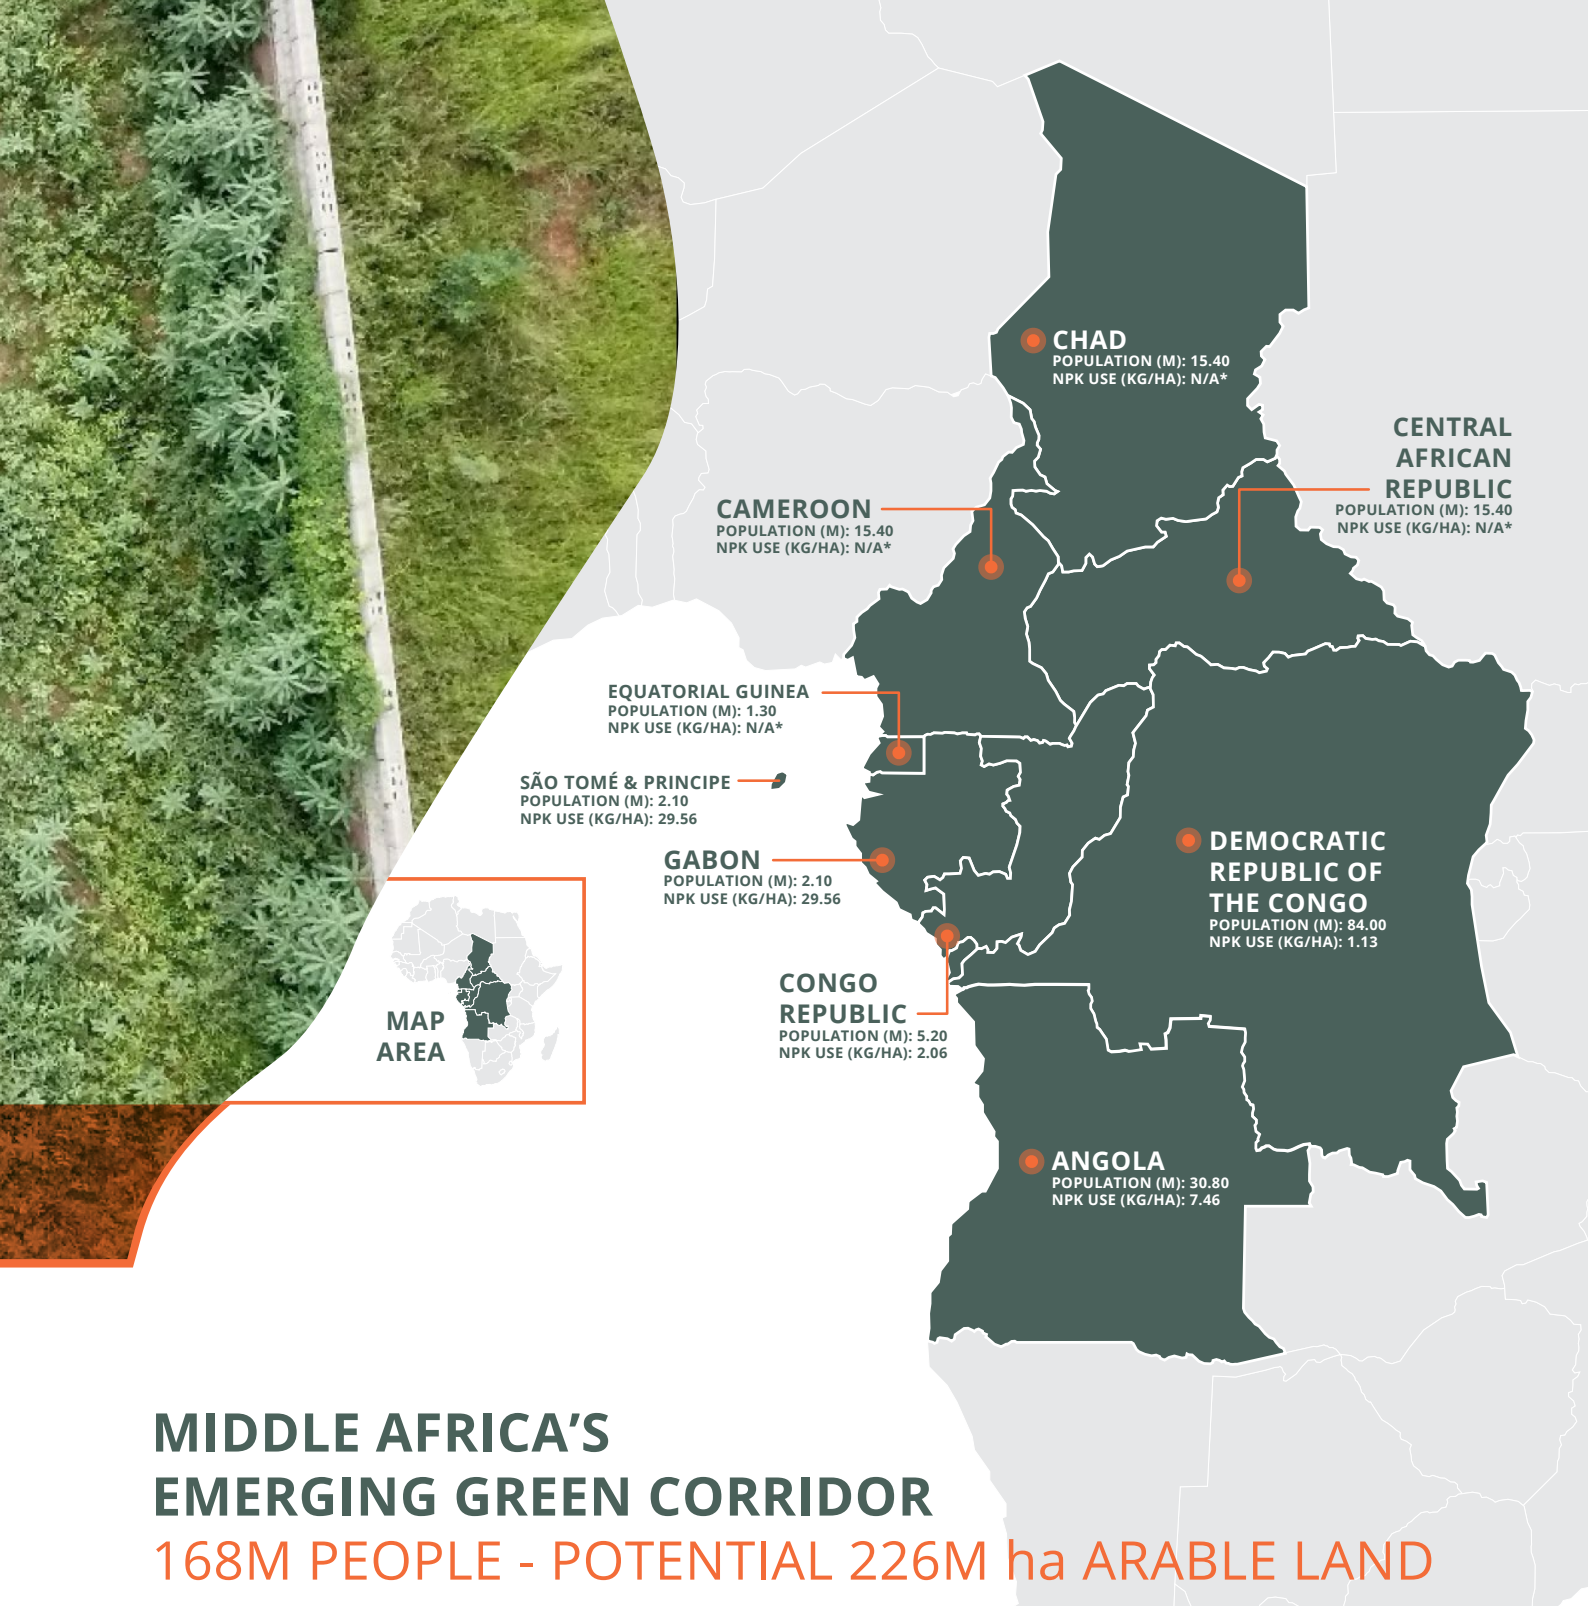 CHAD
POPULATION (M): 15.40
NPK USE (KG/HA): N/A*
CENTRAL
AFRICAN
REPUBLIC
POPULATION (M): 15.40
NPK USE (KG/HA): N/A*
CAMEROON
POPULATION (M): 15.40
NPK USE (KG/HA): N/A*
EQUATORIAL GUINEA
POPULATION (M): 1.30
NPK USE (KG/HA): N/A*
SÃO TOMÉ & PRINCIPE
POPULATION (M): 2.10
NPK USE (KG/HA): 29.56
GABON
POPULATION (M): 2.10
NPK USE (KG/HA): 29.56
DEMOCRATIC
REPUBLIC OF
THE CONGO
POPULATION (M): 84.00
NPK USE (KG/HA): 1.13
CONGO
REPUBLIC
POPULATION (M): 5.20
NPK USE (KG/HA): 2.06
MAP
AREA
ANGOLA
POPULATION (M): 30.80
NPK USE (KG/HA): 7.46
MIDDLE AFRICA’S
EMERGING GREEN CORRIDOR
168M PEOPLE - POTENTIAL 226M ha ARABLE LAND